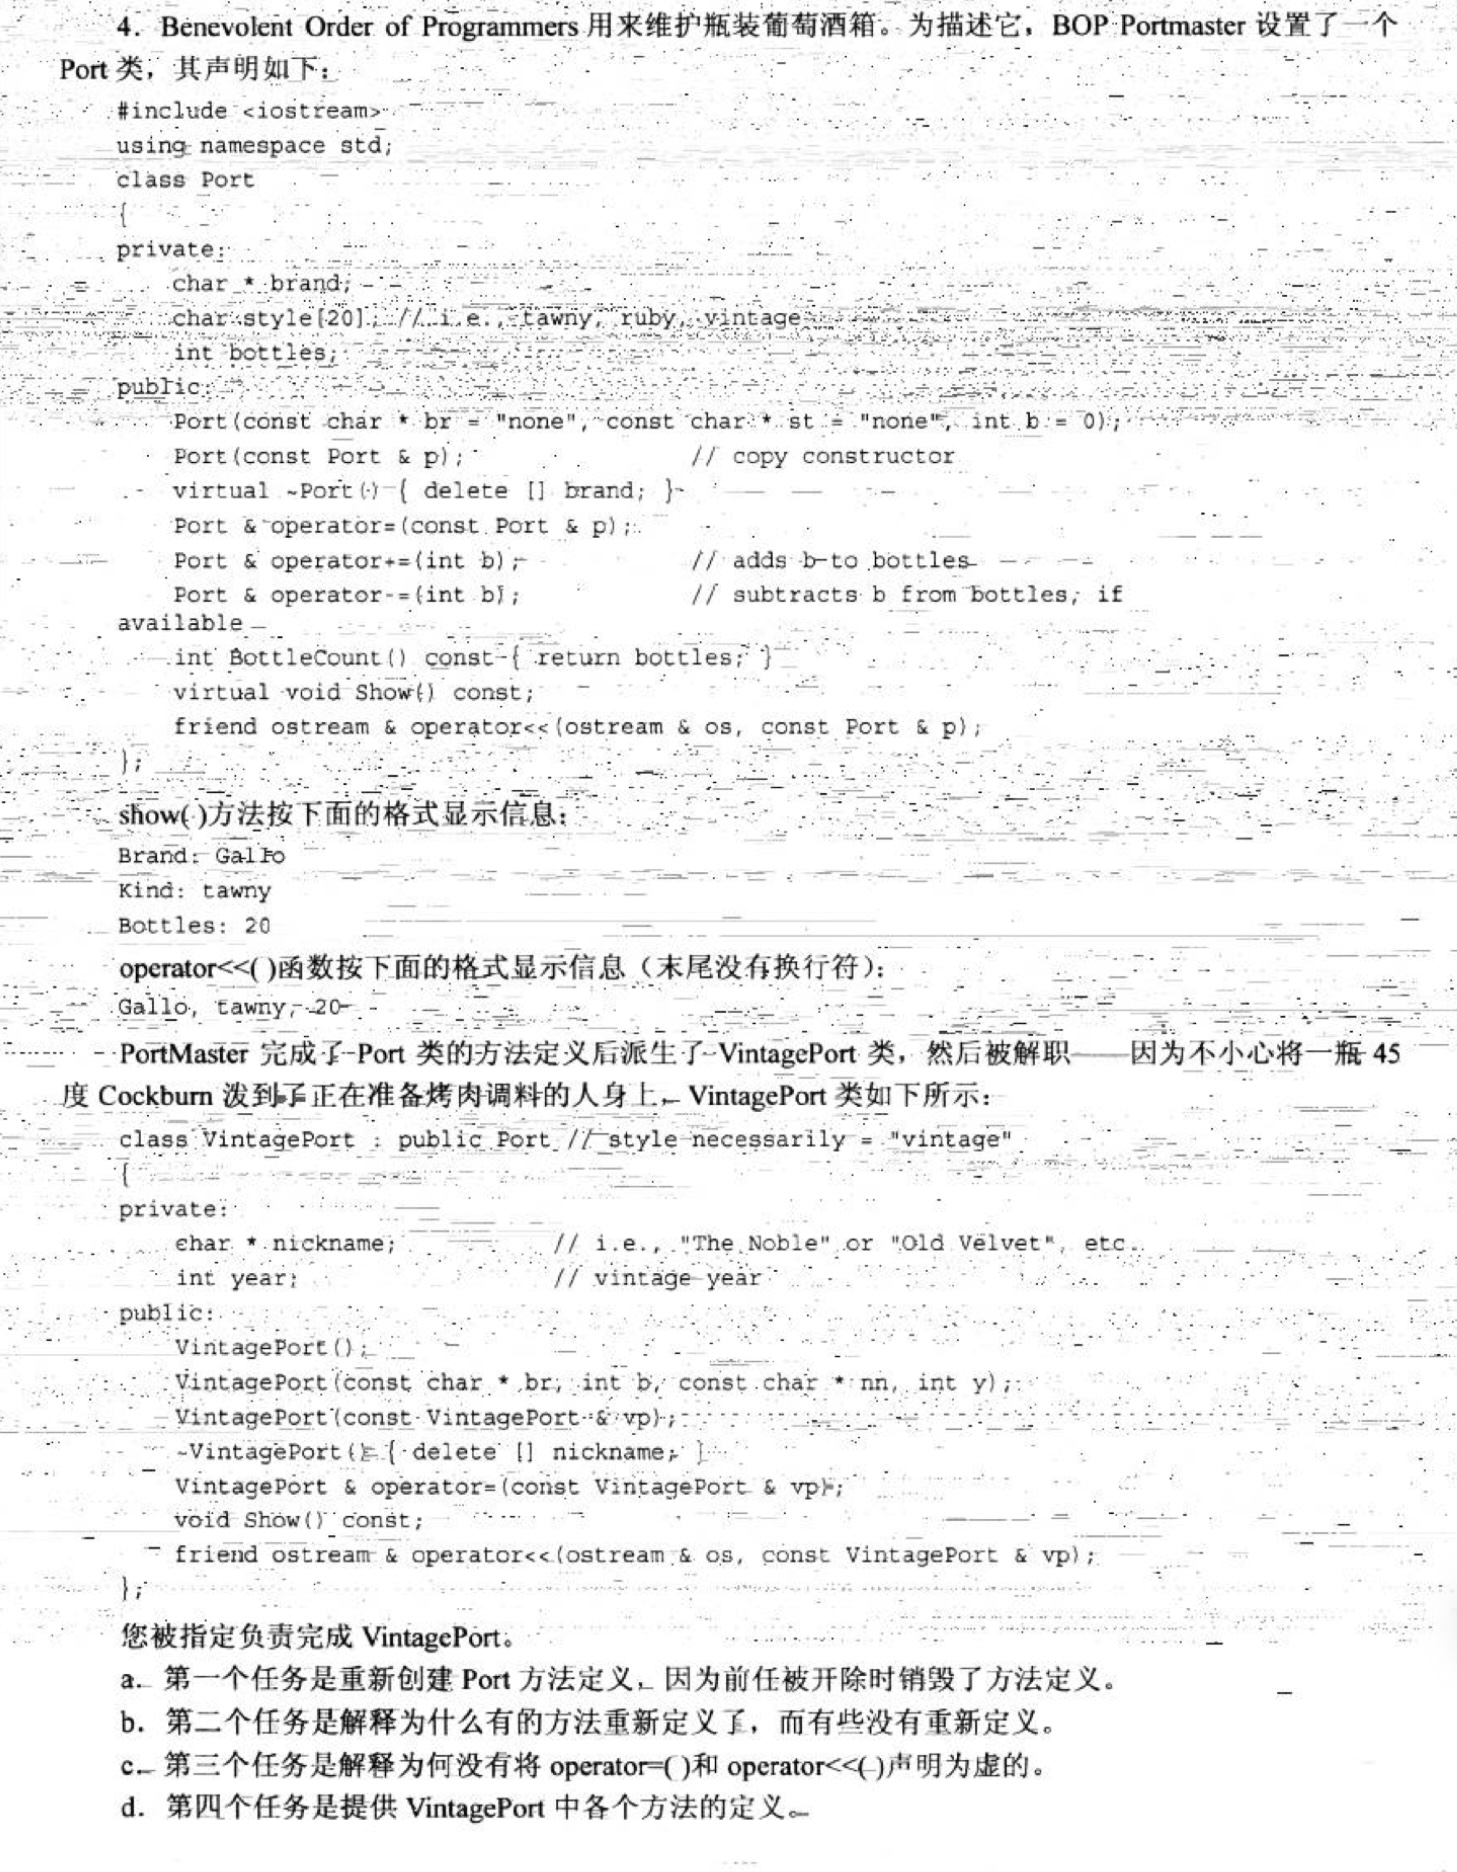 4. Benevolent Order of Programmers 用来维护瓶装葡萄酒箱。为描述它，BOP Portmaster 设置了一个
Port 类，其声明如下：
#include <iostream>
using namespace std;
class Port
{
private:
char * brand;
char style[20]; // i.e., tawny, ruby, vintage
int bottles;
public:
Port(const char * br = "none", const char * st = "none", int b = 0);
Port(const Port & p); // copy constructor
virtual ~Port() { delete [] brand; }
Port & operator=(const Port & p);
Port & operator+=(int b); // adds b to bottles
Port & operator-=(int b); // subtracts b from bottles, if
available
int BottleCount() const { return bottles; }
virtual void Show() const;
friend ostream & operator<<(ostream & os, const Port & p);
};
show( )方法按下面的格式显示信息：
Brand: Gallo
Kind: tawny
Bottles: 20
operator<<( )函数按下面的格式显示信息（末尾没有换行符）：
Gallo, tawny, 20
PortMaster 完成了 Port 类的方法定义后派生了 VintagePort 类，然后被解职——因为不小心将一瓶 45
度 Cockburn 泼到了正在准备烤肉调料的人身上，VintagePort 类如下所示：
class VintagePort : public Port // style necessarily = "vintage"
{
private:
char * nickname; // i.e., "The Noble" or "Old Velvet", etc.
int year; // vintage year
public:
VintagePort();
VintagePort(const char * br, int b, const char * nn, int y);
VintagePort(const VintagePort & vp);
~VintagePort() { delete [] nickname; }
VintagePort & operator=(const VintagePort & vp);
void Show() const;
friend ostream & operator<<(ostream & os, const VintagePort & vp);
};
您被指定负责完成 VintagePort。
a. 第一个任务是重新创建 Port 方法定义，因为前任被开除时销毁了方法定义。
b. 第二个任务是解释为什么有的方法重新定义了，而有些没有重新定义。
c. 第三个任务是解释为何没有将 operator=( )和 operator<<( )声明为虚的。
d. 第四个任务是提供 VintagePort 中各个方法的定义。